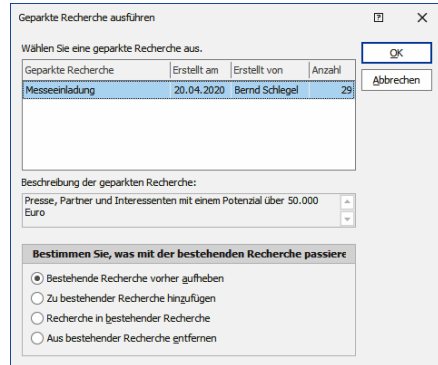 Geparkte Recherche ausführen
?
Wählen Sie eine geparkte Recherche aus.
OK
Geparkte Recherche Erstellt am Erstellt von Anzahl
Abbrechen
Messeeinladung 20.04.2020 Bernd Schlegel 29
Beschreibung der geparkten Recherche:
Presse, Partner und Interessenten mit einem Potenzial über 50.000
Euro
Bestimmen Sie, was mit der bestehenden Recherche passiere
Bestehende Recherche vorher aufheben
Zu bestehender Recherche hinzufügen
Recherche in bestehender Recherche
Aus bestehender Recherche entfernen